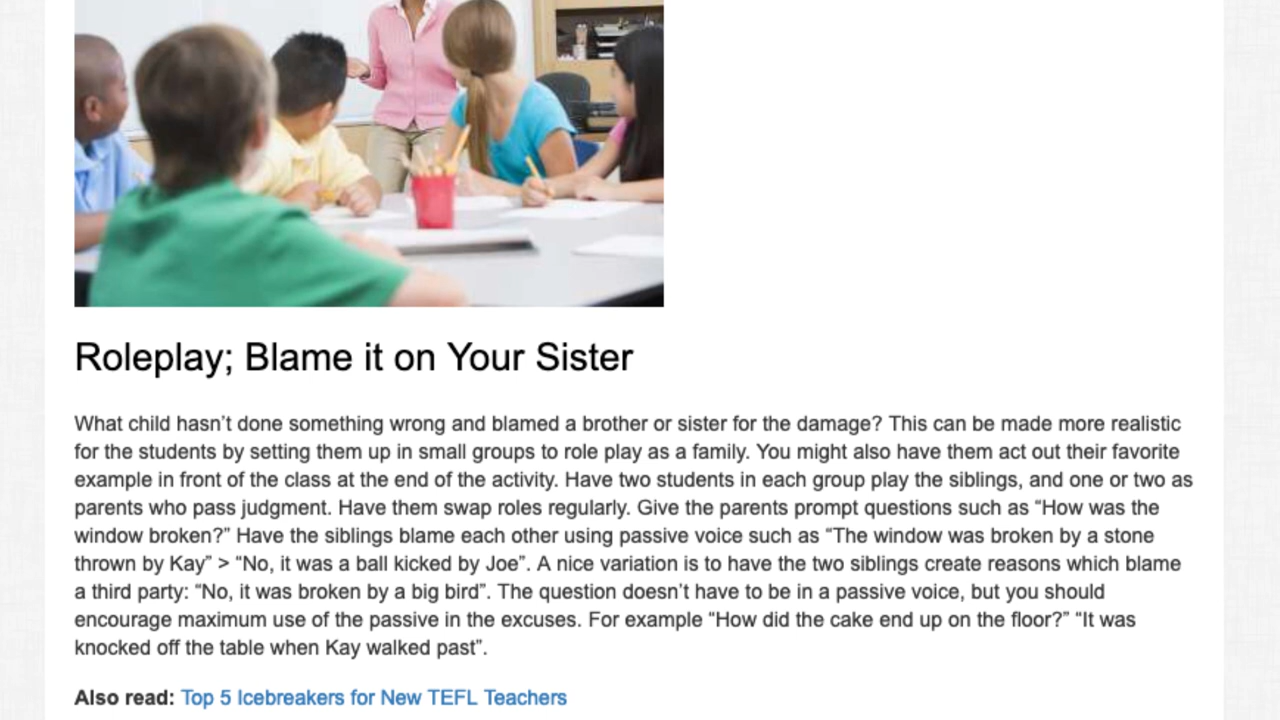 Roleplay; Blame it on Your Sister
What child hasn’t done something wrong and blamed a brother or sister for the damage? This can be made more realistic
for the students by setting them up in small groups to role play as a family. You might also have them act out their favorite
example in front of the class at the end of the activity. Have two students in each group play the siblings, and one or two as
parents who pass judgment. Have them swap roles regularly. Give the parents prompt questions such as “How was the
window broken?” Have the siblings blame each other using passive voice such as “The window was broken by a stone
thrown by Kay” > “No, it was a ball kicked by Joe”. A nice variation is to have the two siblings create reasons which blame
a third party: “No, it was broken by a big bird”. The question doesn’t have to be in a passive voice, but you should
encourage maximum use of the passive in the excuses. For example “How did the cake end up on the floor?” “It was
knocked off the table when Kay walked past”.
Also read: Top 5 Icebreakers for New TEFL Teachers